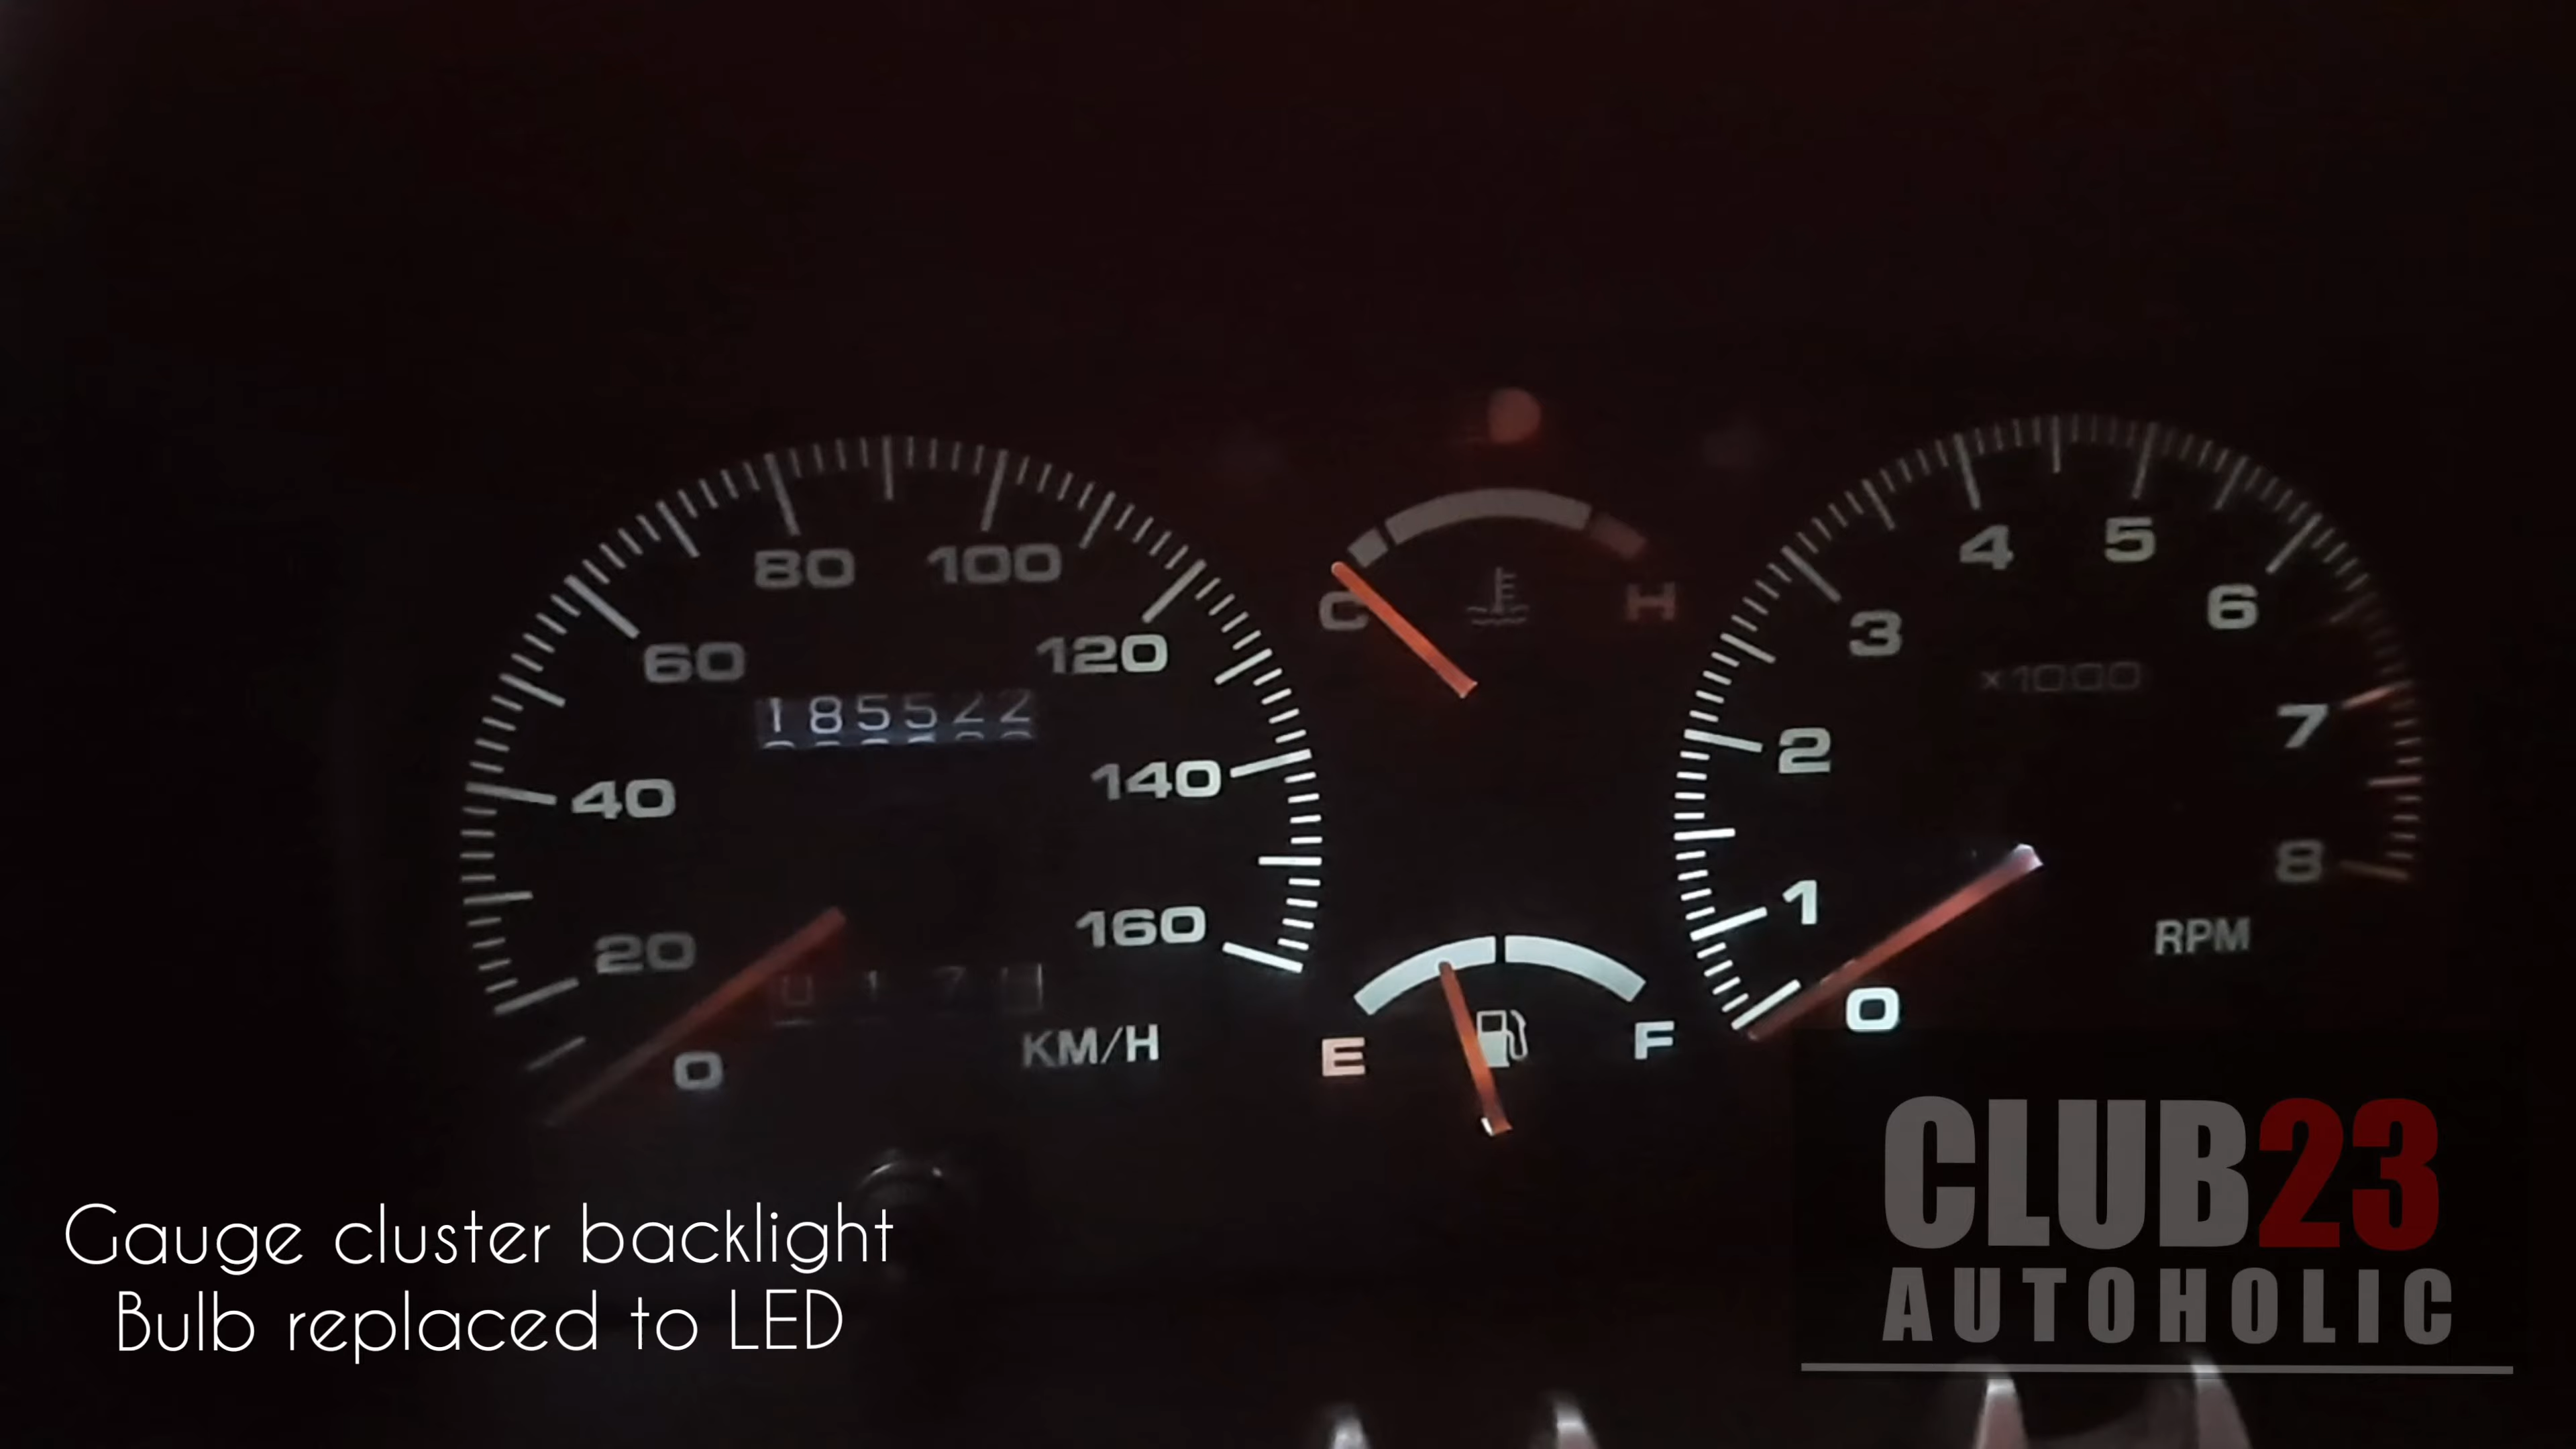 80 100
60 120
185522
40 140
20 160
0 KM/H
C H
E F
4 5
3 6
x1000
2 7
1 8
RPM
0
Gauge cluster backlight
Bulb replaced to LED
CLUB23
AUTOHOLIC